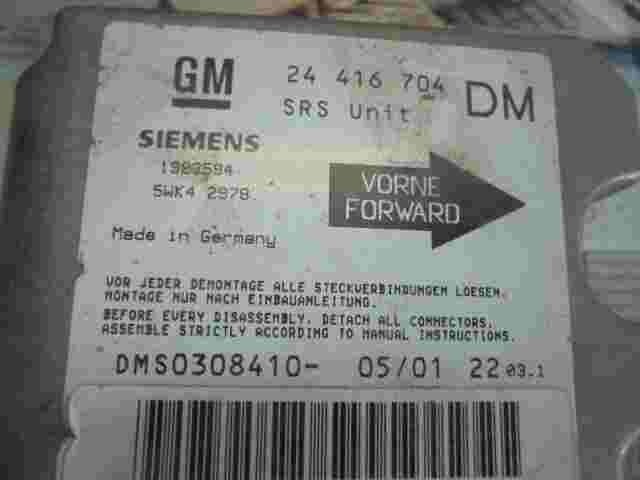 GM 24 416 704 DM
SRS Unit
SIEMENS
5WK4 2978
VORNE
FORWARD
Made in Germany
VOR JEDER DEMONTAGE ALLE STECKVERBINDUNGEN LOESEN.
MONTAGE NUR NACH EINBAUANLEITUNG.
BEFORE EVERY DISASSEMBLY, DETACH ALL CONNECTORS.
ASSEMBLE STRICTLY ACCORDING TO MANUAL INSTRUCTIONS.
DMS0308410- 05/01 22 03.1